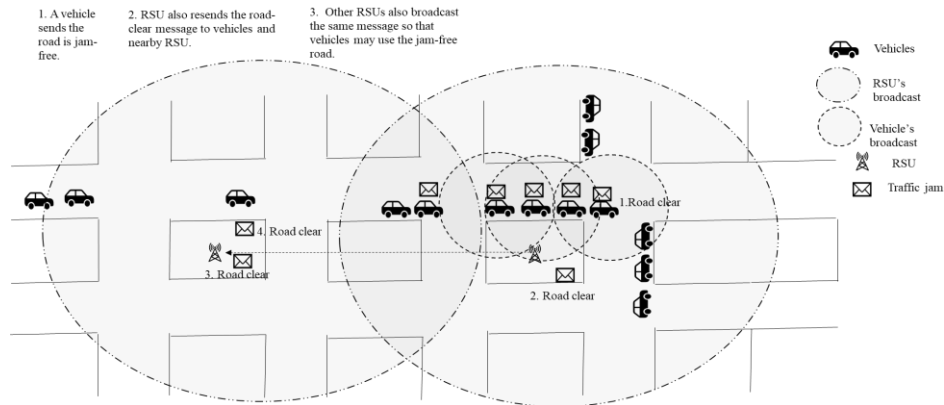 1. A vehicle
sends the
road is jam-
free.
2. RSU also resends the road-
clear message to vehicles and
nearby RSU.
3. Other RSUs also broadcast
the same message so that
vehicles may use the jam-free
road.
Vehicles
RSU's
broadcast
Vehicle's
broadcast
RSU
Traffic jam
1.Road clear
4. Road clear
3. Road clear
2. Road clear